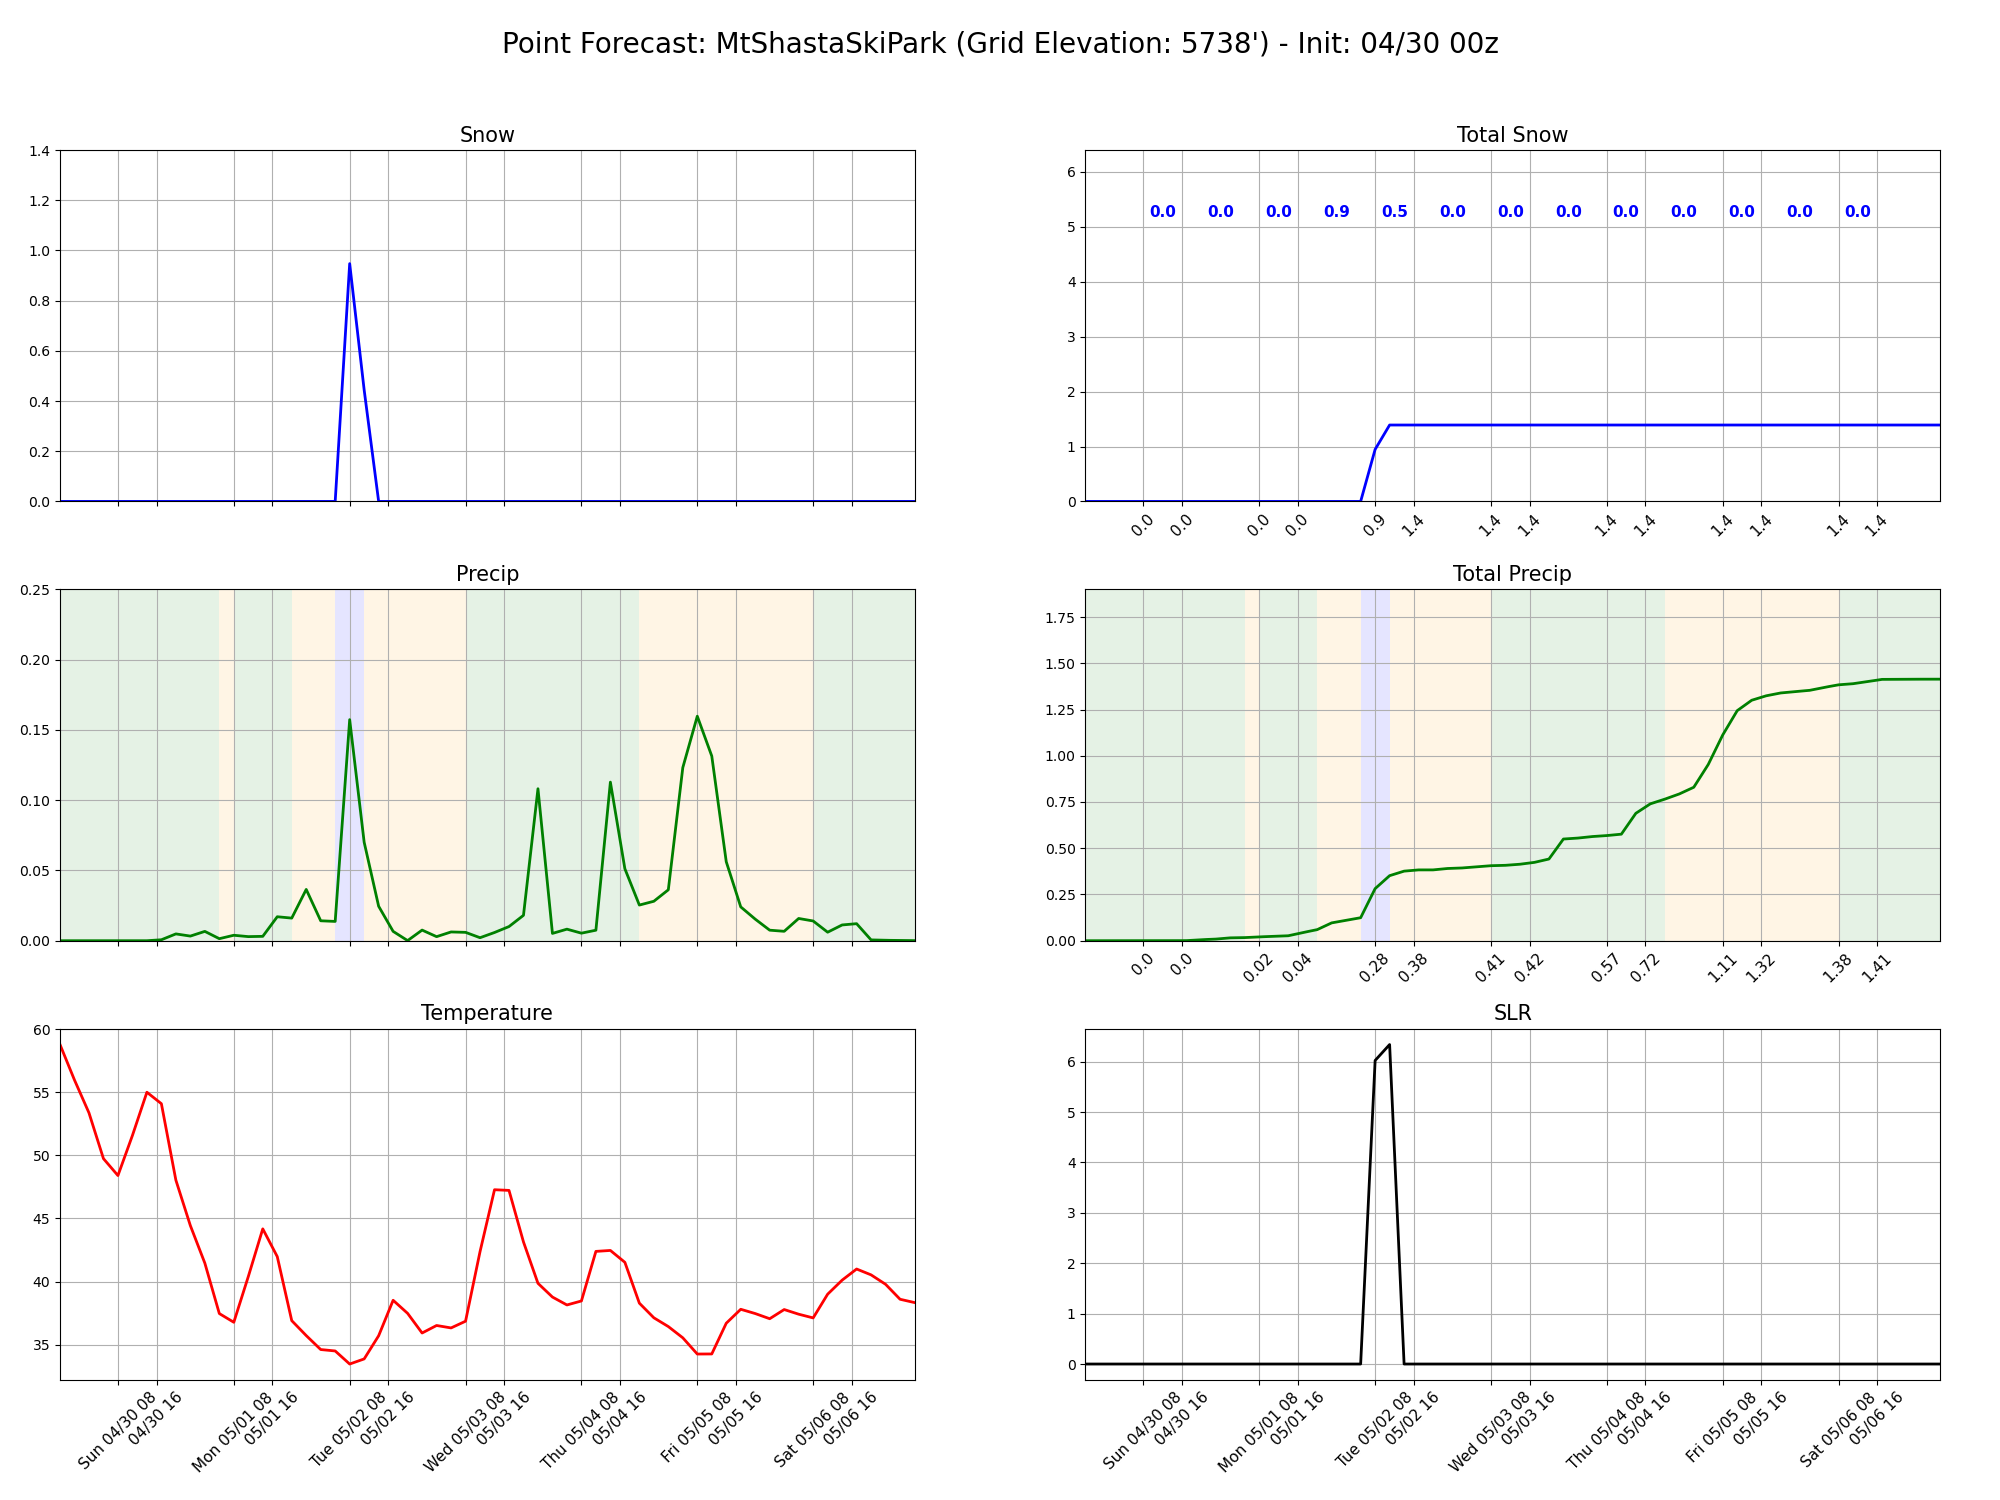 Point Forecast: MtShastaSkiPark (Grid Elevation: 5738') - Init: 04/30 00z
Snow
1.4
1.2
1.0
0.8
0.6
0.4
0.2
0.0
Total Snow
6
5
4
3
2
1
0
0.0 0.0 0.0 0.9 0.5 0.0 0.0 0.0 0.0 0.0 0.0 0.0 0.0
0.0 0.0 0.0 0.0 0.9 1.4 1.4 1.4 1.4 1.4 1.4 1.4 1.4 1.4
Precip
0.25
0.20
0.15
0.10
0.05
0.00
Total Precip
1.75
1.50
1.25
1.00
0.75
0.50
0.25
0.00
0.0 0.0 0.02 0.04 0.28 0.38 0.41 0.42 0.57 0.72 1.11 1.32 1.38 1.41
Temperature
60
55
50
45
40
35
Sun 04/30 08
04/30 16
Mon 05/01 08
05/01 16
Tue 05/02 08
05/02 16
Wed 05/03 08
05/03 16
Thu 05/04 08
05/04 16
Fri 05/05 08
05/05 16
Sat 05/06 08
05/06 16
SLR
6
5
4
3
2
1
0
Sun 04/30 08
04/30 16
Mon 05/01 08
05/01 16
Tue 05/02 08
05/02 16
Wed 05/03 08
05/03 16
Thu 05/04 08
05/04 16
Fri 05/05 08
05/05 16
Sat 05/06 08
05/06 16